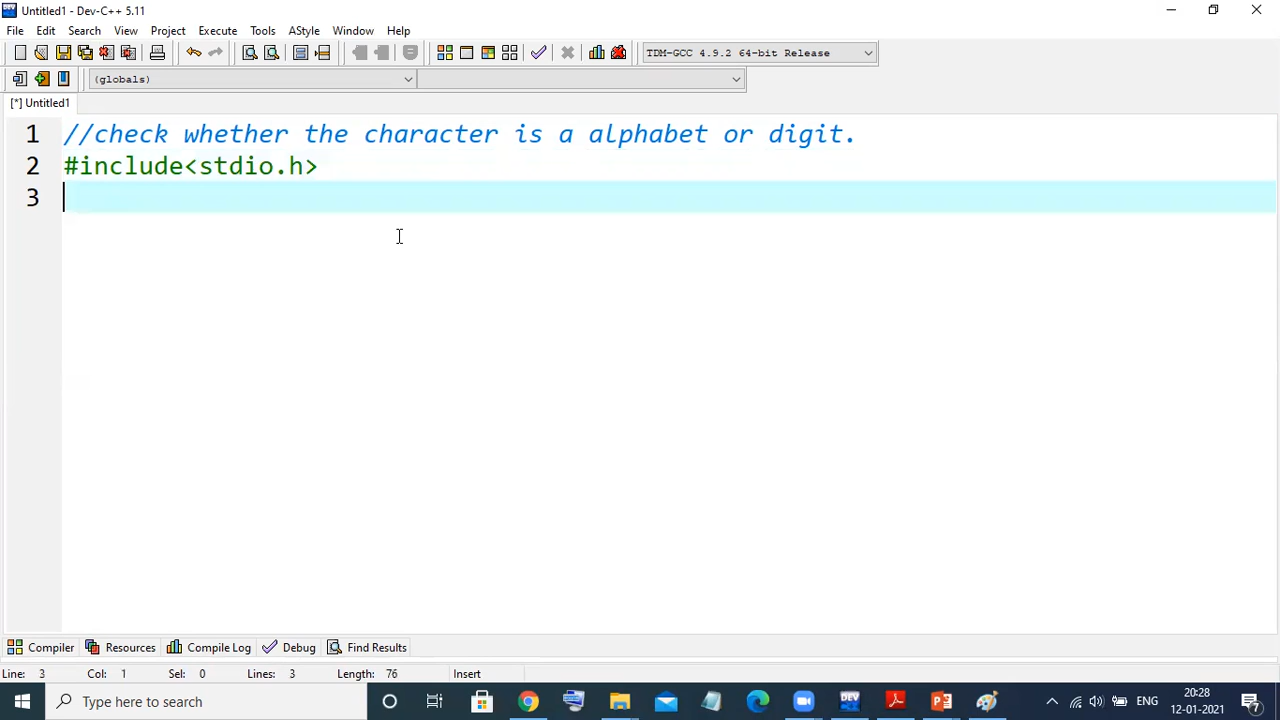 Untitled1 - Dev-C++ 5.11
File Edit Search View Project Execute Tools AStyle Window Help
TDM-GCC 4.9.2 64-bit Release
(globals)
[*] Untitled1
1 //check whether the character is a alphabet or digit.
2 #include<stdio.h>
3
Compiler Resources Compile Log Debug Find Results
Line: 3 Col: 1 Sel: 0 Lines: 3 Length: 76 Insert
Type here to search
ENG
20:28
12-01-2021
7